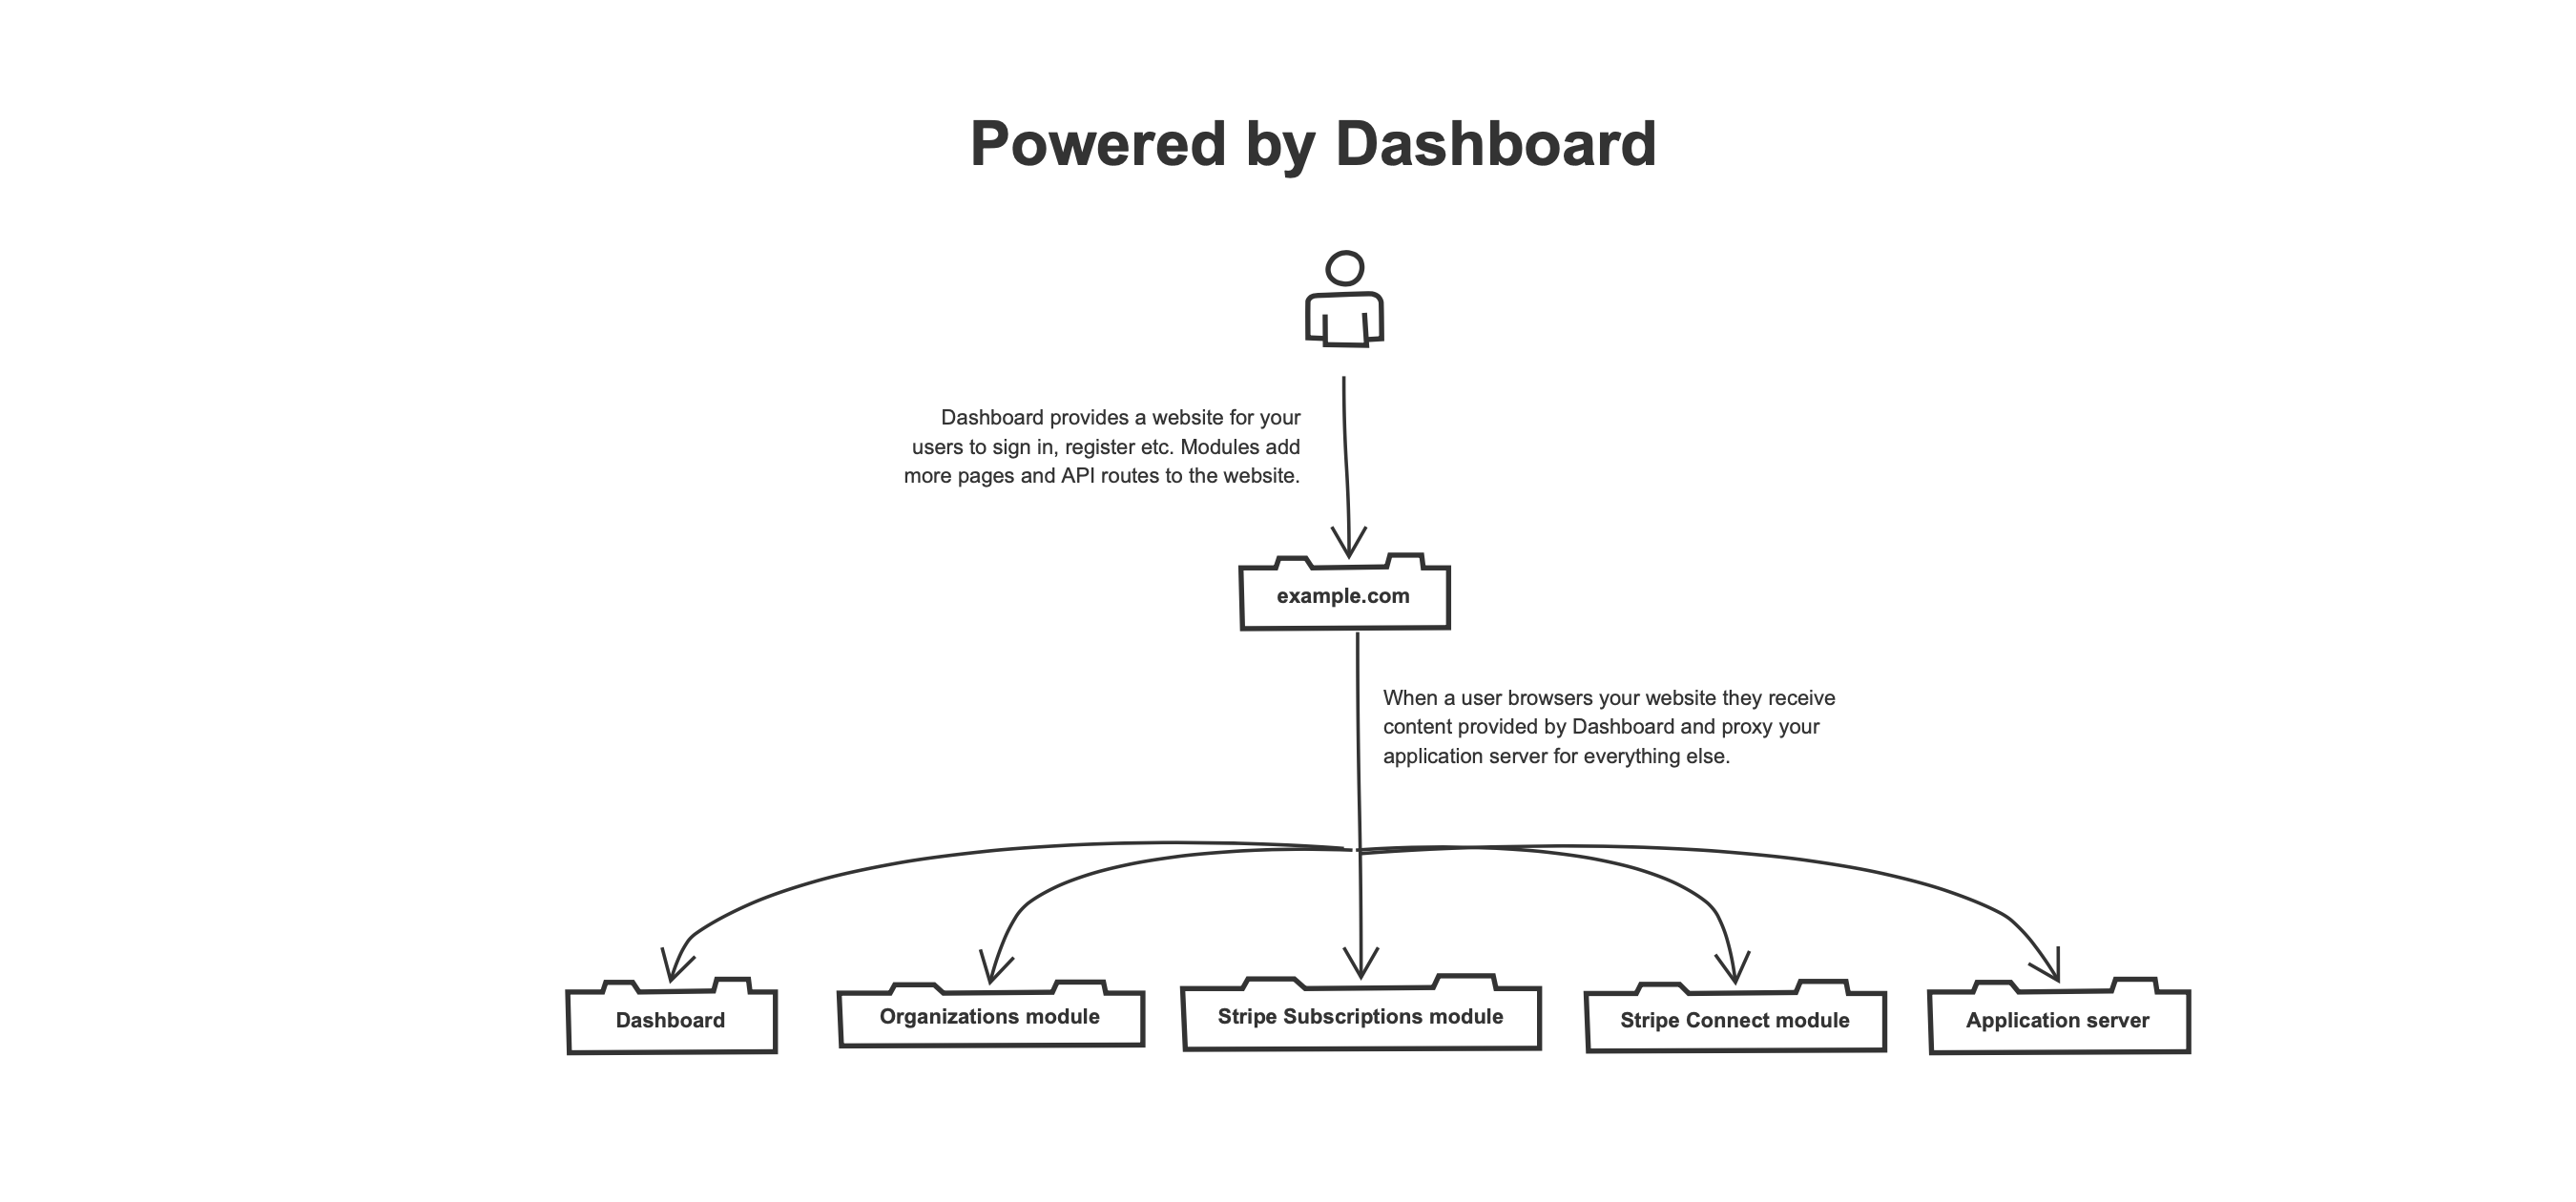 Powered by Dashboard
Dashboard provides a website for your
users to sign in, register etc. Modules add
more pages and API routes to the website.
example.com
When a user browsers your website they receive
content provided by Dashboard and proxy your
application server for everything else.
Dashboard
Organizations module
Stripe Subscriptions module
Stripe Connect module
Application server